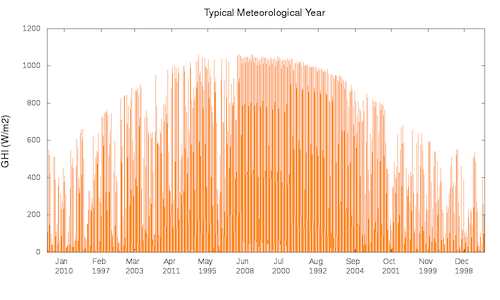 Typical Meteorological Year
GHI (W/m2)
1200
1000
800
600
400
200
0
Jan Feb Mar Apr May Jun Jul Aug Sep Oct Nov Dec
2010 1997 2003 2011 1995 2008 2000 1992 2004 2001 1999 1998